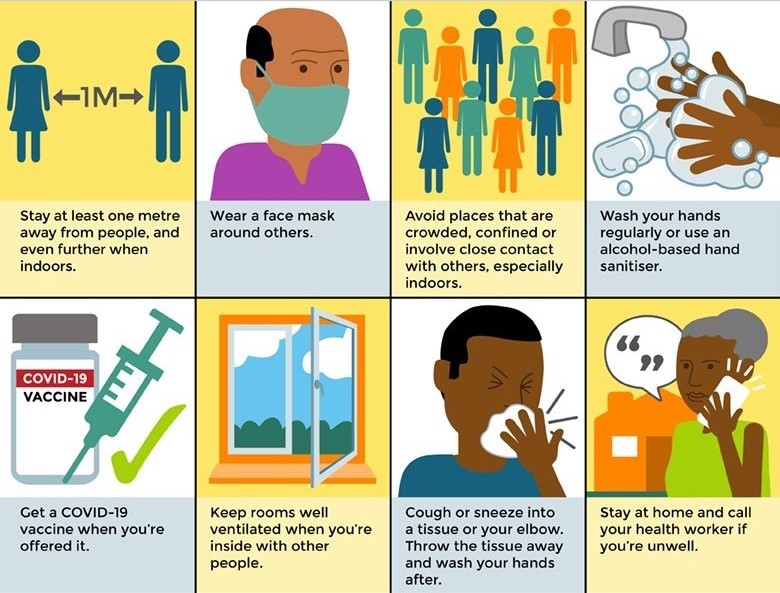 1M
Stay at least one metre
away from people, and
even further when
indoors.
Wear a face mask
around others.
Avoid places that are
crowded, confined or
involve close contact
with others, especially
indoors.
Wash your hands
regularly or use an
alcohol-based hand
sanitiser.
COVID-19
VACCINE
Get a COVID-19
vaccine when you’re
offered it.
Keep rooms well
ventilated when you’re
inside with other
people.
Cough or sneeze into
a tissue or your elbow.
Throw the tissue away
and wash your hands
after.
“ ”
Stay at home and call
your health worker if
you’re unwell.